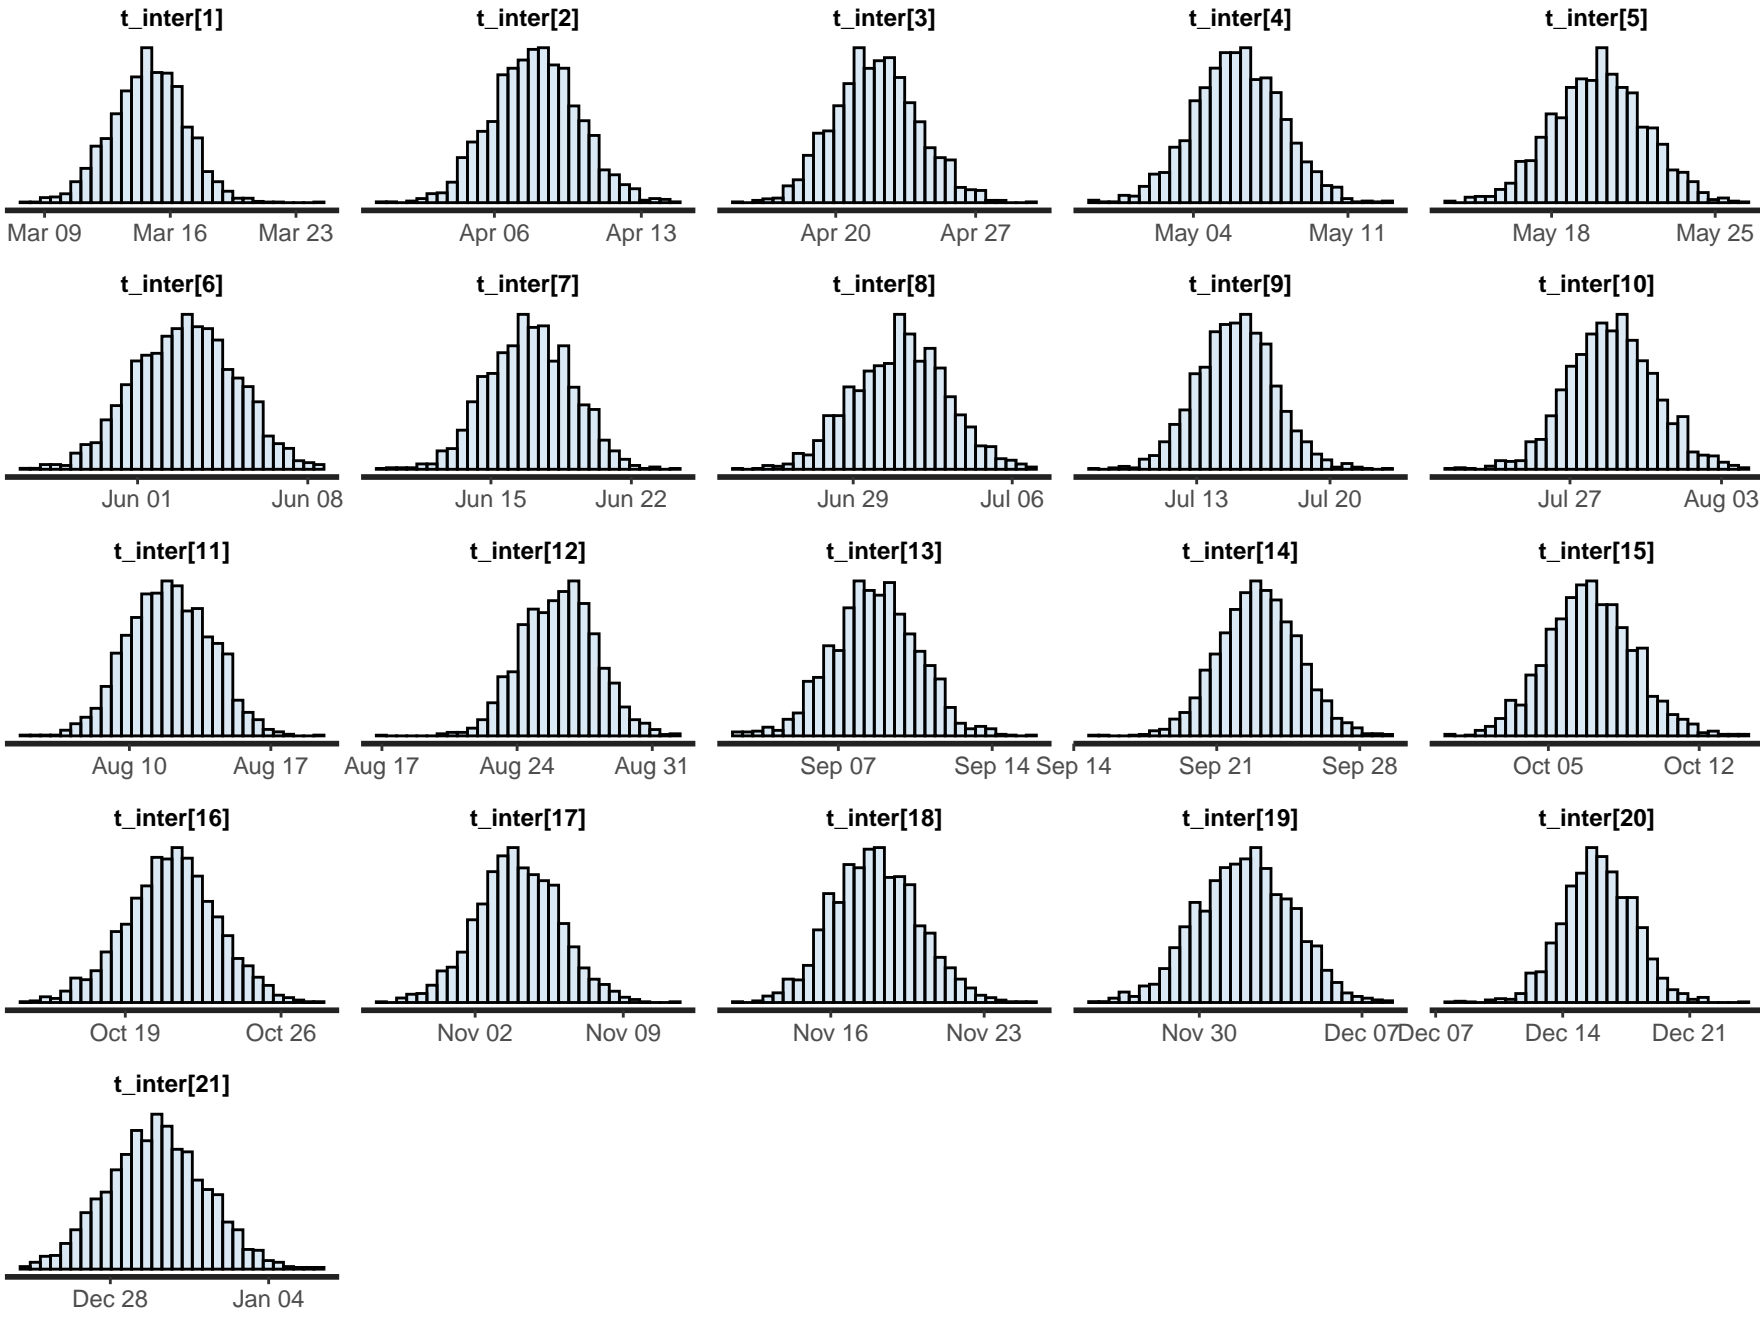 t_inter[1] t_inter[2] t_inter[3] t_inter[4] t_inter[5]
Mar 09 Mar 16 Mar 23 Apr 06 Apr 13 Apr 20 Apr 27 May 04 May 11 May 18 May 25
t_inter[6] t_inter[7] t_inter[8] t_inter[9] t_inter[10]
Jun 01 Jun 08 Jun 15 Jun 22 Jun 29 Jul 06 Jul 13 Jul 20 Jul 27 Aug 03
t_inter[11] t_inter[12] t_inter[13] t_inter[14] t_inter[15]
Aug 10 Aug 17 Aug 17 Aug 24 Aug 31 Sep 07 Sep 14 Sep 14 Sep 21 Sep 28 Oct 05 Oct 12
t_inter[16] t_inter[17] t_inter[18] t_inter[19] t_inter[20]
Oct 19 Oct 26 Nov 02 Nov 09 Nov 16 Nov 23 Nov 30 Dec 07 Dec 07 Dec 14 Dec 21
t_inter[21]
Dec 28 Jan 04